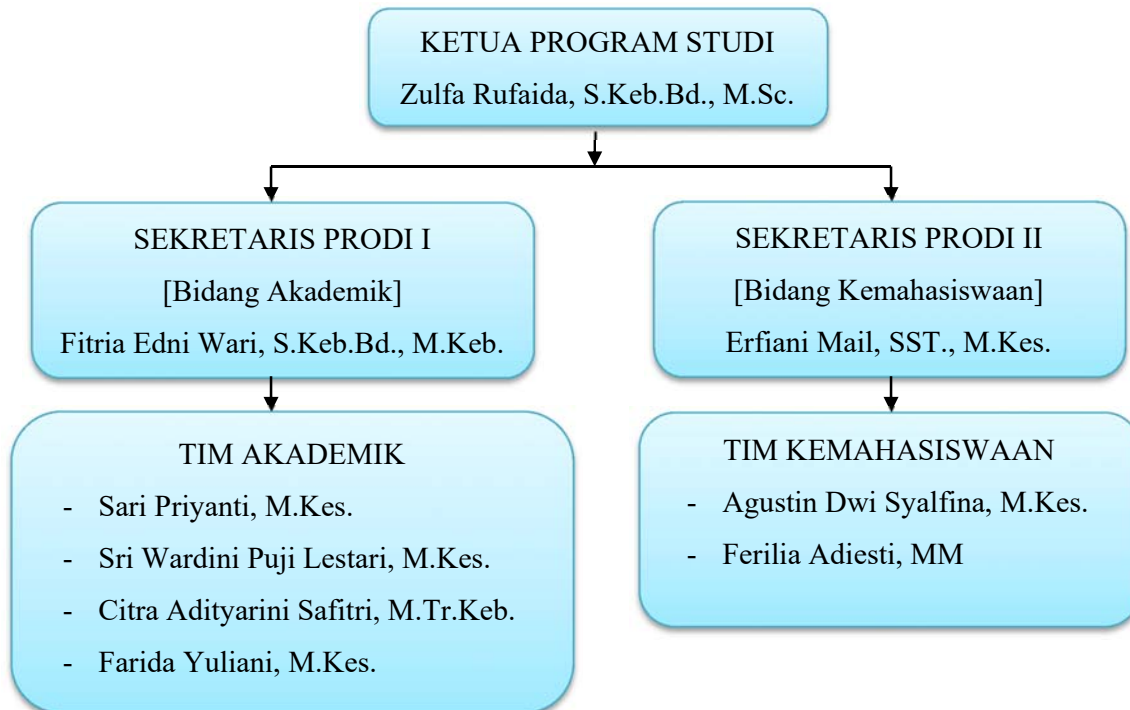 KETUA PROGRAM STUDI
Zulfa Rufaida, S.Keb.Bd., M.Sc.
SEKRETARIS PRODI I
[Bidang Akademik]
Fitria Edni Wari, S.Keb.Bd., M.Keb.
SEKRETARIS PRODI II
[Bidang Kemahasiswaan]
Erfiani Mail, SST., M.Kes.
TIM AKADEMIK
- Sari Priyanti, M.Kes.
- Sri Wardini Puji Lestari, M.Kes.
- Citra Adityarini Safitri, M.Tr.Keb.
- Farida Yuliani, M.Kes.
TIM KEMAHASISWAAN
- Agustin Dwi Syalfina, M.Kes.
- Ferilia Adiesti, MM